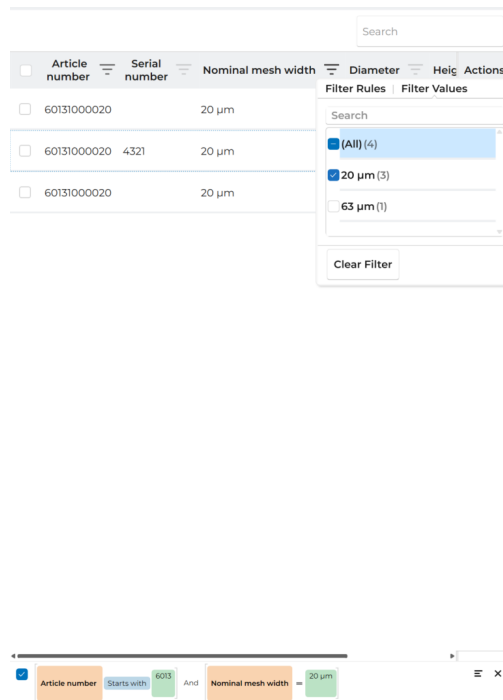 Search
Article number Serial number Nominal mesh width Diameter Heig Actions
Filter Rules Filter Values
60131000020 20 µm
Search
(All) (4)
60131000020 4321 20 µm
20 µm (3)
60131000020 20 µm
63 µm (1)
Clear Filter
Article number Starts with 6013 And Nominal mesh width = 20 µm